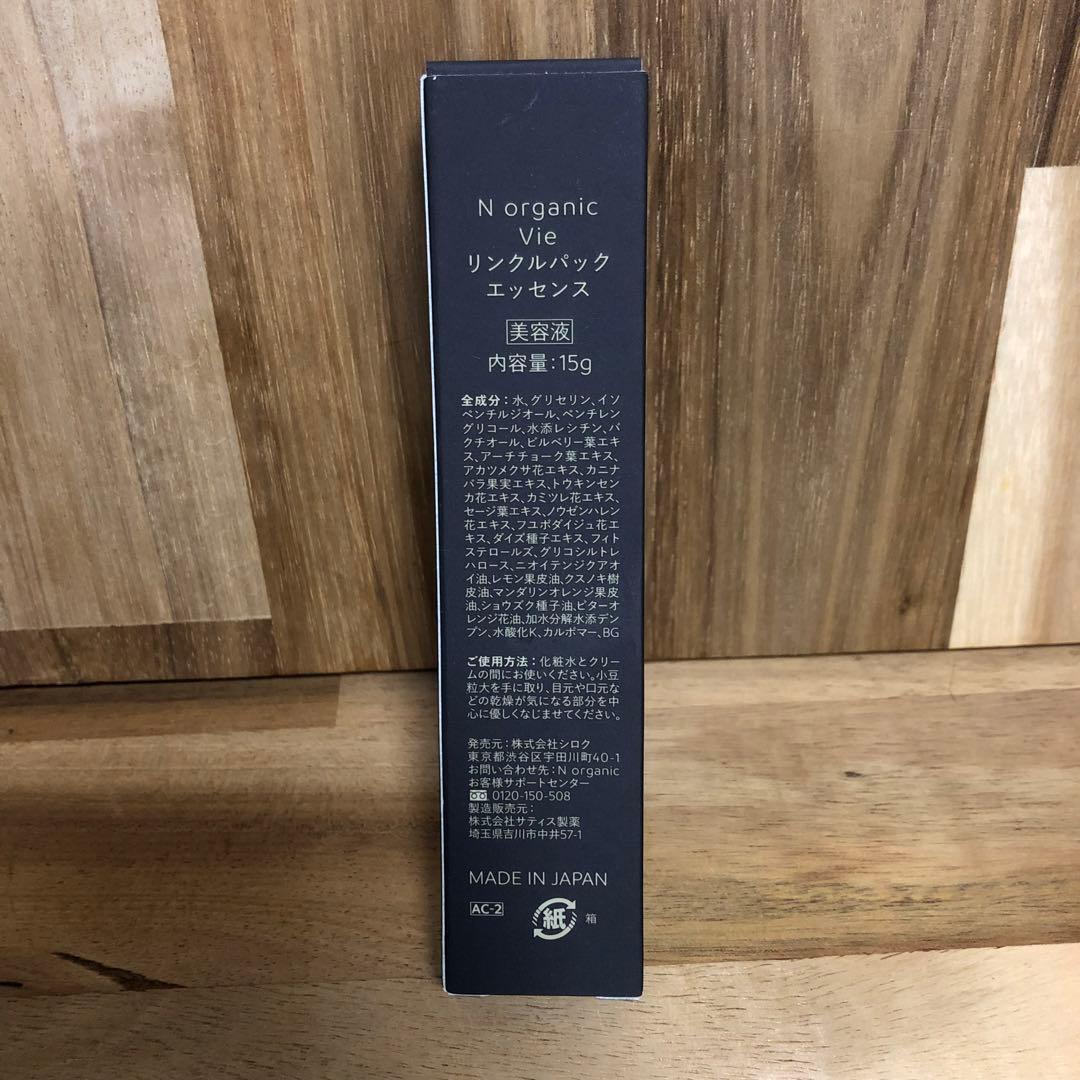 N organic
Vie
リンクルパック
エッセンス
美容液
内容量：15g
全成分：水、グリセリン、イソ
ペンチルジオール、ペンチレン
グリコール、水添レシチン、バ
クチオール、ビルベリー葉エキ
ス、アーチチョーク葉エキス、
アカツメクサ花エキス、カニナ
バラ果実エキス、トウキンセン
カ花エキス、カミツレ花エキス、
セージ葉エキス、ノウゼンハレン
花エキス、フユボダイジュ花エ
キス、ダイズ種子エキス、フィト
ステロールズ、グリコシルトレ
ハロース、ニオイテンジクアオ
イ油、レモン果皮油、クスノキ樹
皮油、マンダリンオレンジ果皮
油、ショウズク種子油、ビターオ
レンジ花油、加水分解水添デン
プン、水酸化K、カルボマー、BG
ご使用方法：化粧水とクリー
ムの間にお使いください。小豆
粒大を手に取り、目元や口元な
どの乾燥が気になる部分を中
心に優しくなじませてください。
発売元：株式会社シロク
東京都渋谷区宇田川町40-1
お問い合わせ先：N organic
お客様サポートセンター
0120-150-508
製造販売元：
株式会社サティス製薬
埼玉県吉川市中井57-1
MADE IN JAPAN
AC-2
紙 箱